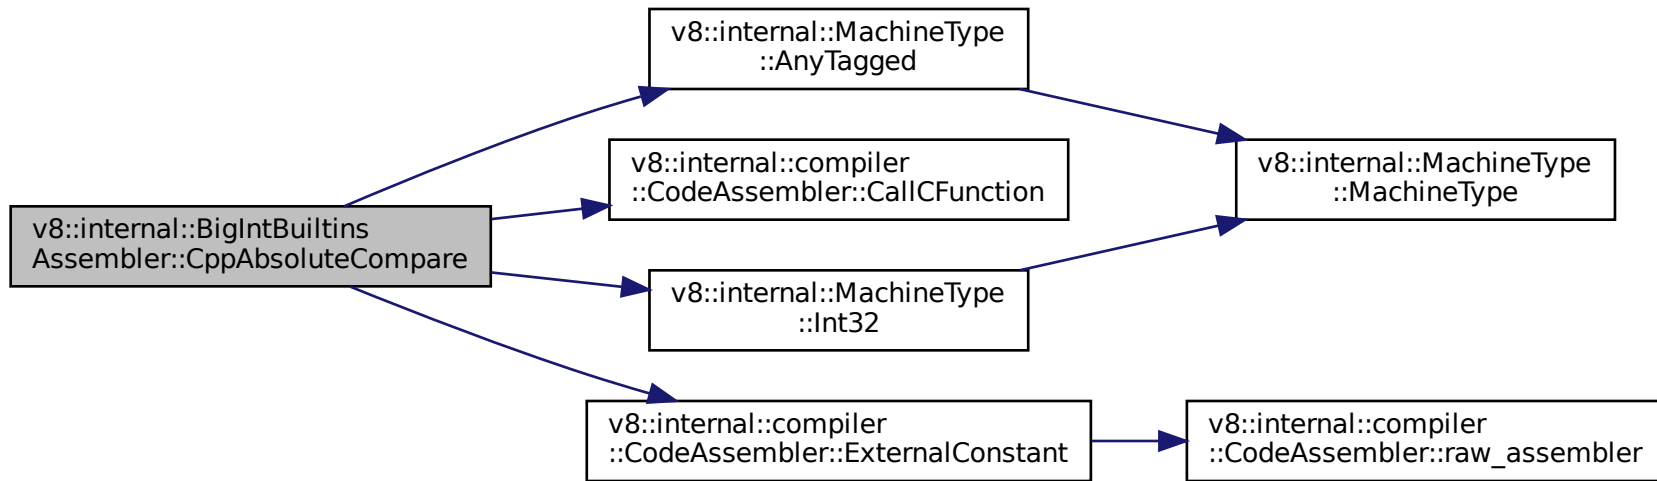 v8::internal::MachineType
::AnyTagged
v8::internal::compiler
::CodeAssembler::CallCFunction
v8::internal::MachineType
::MachineType
v8::internal::BigIntBuiltins
Assembler::CppAbsoluteCompare
v8::internal::MachineType
::Int32
v8::internal::compiler
::CodeAssembler::ExternalConstant
v8::internal::compiler
::CodeAssembler::raw_assembler